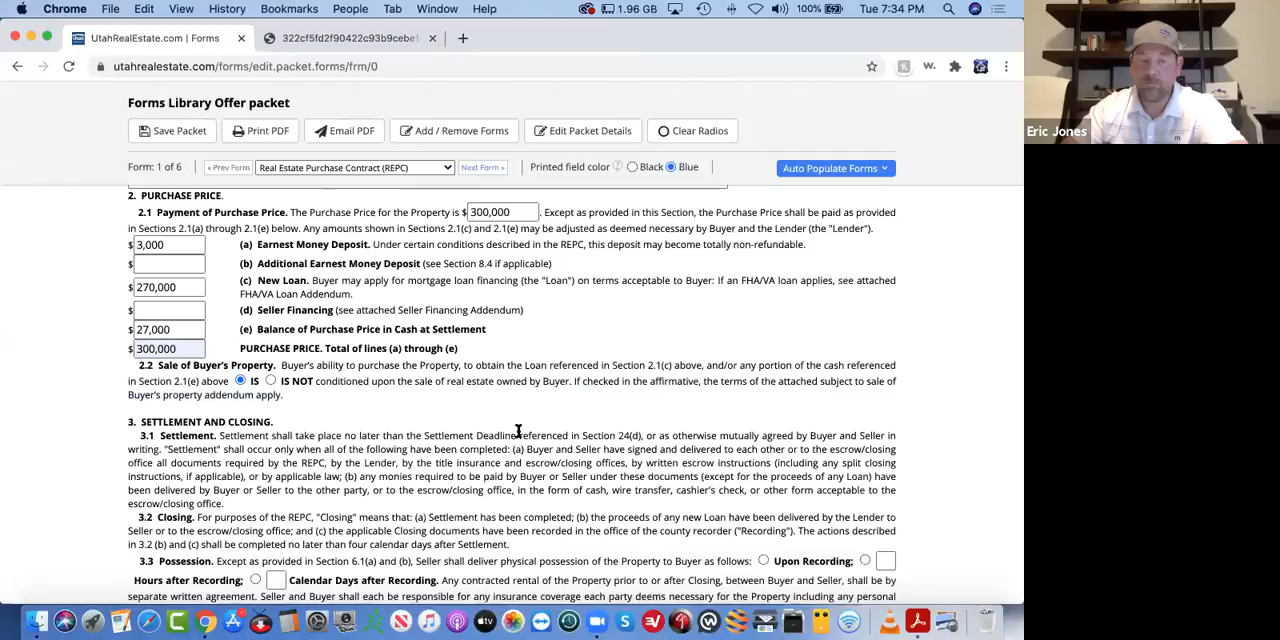 Chrome File Edit View History Bookmarks People Tab Window Help 1.96 GB 100% Tue 7:34 PM
UtahRealEstate.com | Forms 322cf5fd2f90422c93b9cebe
utahrealestate.com/forms/edit.packet.forms/frm/0
Eric Jones
Forms Library Offer packet
Save Packet Print PDF Email PDF Add / Remove Forms Edit Packet Details Clear Radios
Form: 1 of 6 « Prev Form Real Estate Purchase Contract (REPC) Next Form » Printed field color Black Blue Auto Populate Forms
2. PURCHASE PRICE.
2.1 Payment of Purchase Price. The Purchase Price for the Property is $ 300,000 . Except as provided in this Section, the Purchase Price shall be paid as provided
in Sections 2.1(a) through 2.1(e) below. Any amounts shown in Sections 2.1(c) and 2.1(e) may be adjusted as deemed necessary by Buyer and the Lender (the "Lender").
$ 3,000 (a) Earnest Money Deposit. Under certain conditions described in the REPC, this deposit may become totally non-refundable.
$ (b) Additional Earnest Money Deposit (see Section 8.4 if applicable)
$ 270,000 (c) New Loan. Buyer may apply for mortgage loan financing (the "Loan") on terms acceptable to Buyer: If an FHA/VA loan applies, see attached
FHA/VA Loan Addendum.
$ (d) Seller Financing (see attached Seller Financing Addendum)
$ 27,000 (e) Balance of Purchase Price in Cash at Settlement
$ 300,000 PURCHASE PRICE. Total of lines (a) through (e)
2.2 Sale of Buyer's Property. Buyer's ability to purchase the Property, to obtain the Loan referenced in Section 2.1(c) above, and/or any portion of the cash referenced
in Section 2.1(e) above IS IS NOT conditioned upon the sale of real estate owned by Buyer. If checked in the affirmative, the terms of the attached subject to sale of
Buyer's property addendum apply.
3. SETTLEMENT AND CLOSING.
3.1 Settlement. Settlement shall take place no later than the Settlement Deadline referenced in Section 24(d), or as otherwise mutually agreed by Buyer and Seller in
writing. "Settlement" shall occur only when all of the following have been completed: (a) Buyer and Seller have signed and delivered to each other or to the escrow/closing
office all documents required by the REPC, by the Lender, by the title insurance and escrow/closing offices, by written escrow instructions (including any split closing
instructions, if applicable), or by applicable law; (b) any monies required to be paid by Buyer or Seller under these documents (except for the proceeds of any Loan) have
been delivered by Buyer or Seller to the other party, or to the escrow/closing office, in the form of cash, wire transfer, cashier's check, or other form acceptable to the
escrow/closing office.
3.2 Closing. For purposes of the REPC, "Closing" means that: (a) Settlement has been completed; (b) the proceeds of any new Loan have been delivered by the Lender to
Seller or to the escrow/closing office; and (c) the applicable Closing documents have been recorded in the office of the county recorder ("Recording"). The actions described
in 3.2 (b) and (c) shall be completed no later than four calendar days after Settlement.
3.3 Possession. Except as provided in Section 6.1(a) and (b), Seller shall deliver physical possession of the Property to Buyer as follows: Upon Recording;
Hours after Recording; Calendar Days after Recording. Any contracted rental of the Property prior to or after Closing, between Buyer and Seller, shall be by
separate written agreement. Seller and Buyer shall each be responsible for any insurance coverage each party deems necessary for the Property including any personal